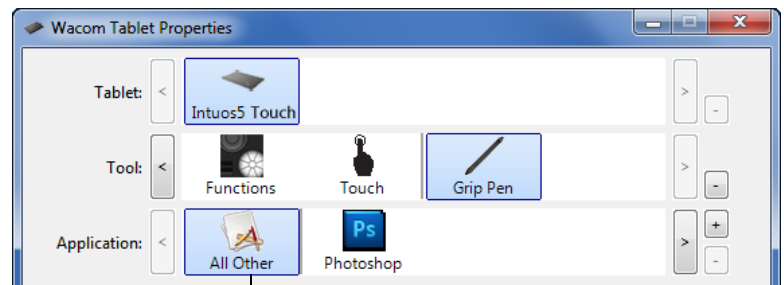 Wacom Tablet Properties
Tablet: < Intuos5 Touch > -
Tool: < Functions Touch Grip Pen > -
Application: < All Other Ps Photoshop > + -